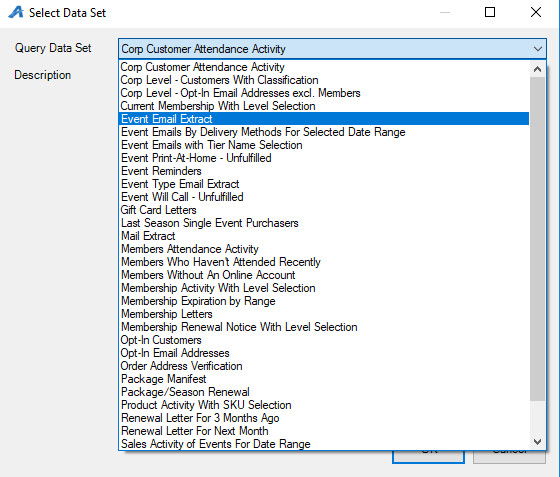 Select Data Set
Query Data Set
Corp Customer Attendance Activity
Description
Corp Customer Attendance Activity
Corp Level - Customers With Classification
Corp Level - Opt-In Email Addresses excl. Members
Current Membership With Level Selection
Event Email Extract
Event Emails By Delivery Methods For Selected Date Range
Event Emails with Tier Name Selection
Event Print-At-Home - Unfulfilled
Event Reminders
Event Type Email Extract
Event Will Call - Unfulfilled
Gift Card Letters
Last Season Single Event Purchasers
Mail Extract
Members Attendance Activity
Members Who Haven't Attended Recently
Members Without An Online Account
Membership Activity With Level Selection
Membership Expiration by Range
Membership Letters
Membership Renewal Notice With Level Selection
Opt-In Customers
Opt-In Email Addresses
Order Address Verification
Package Manifest
Package/Season Renewal
Product Activity With SKU Selection
Renewal Letter For 3 Months Ago
Renewal Letter For Next Month
Sales Activity of Events For Date Range